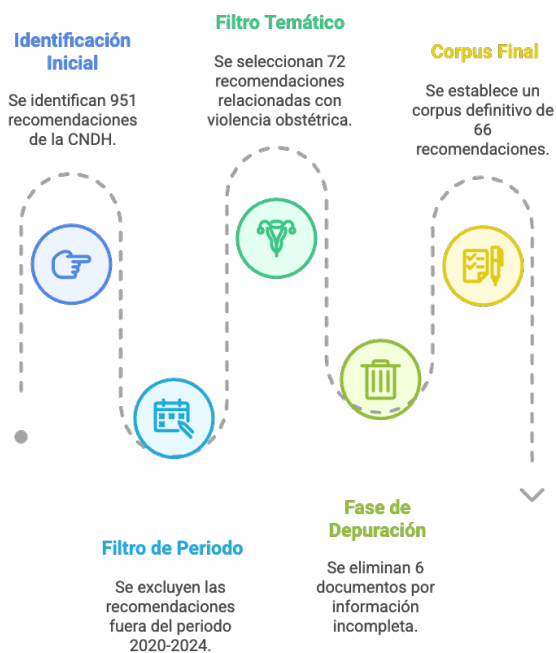 Identificación
Inicial
Se identifican 951
recomendaciones
de la CNDH.
Filtro de Periodo
Se excluyen las
recomendaciones
fuera del periodo
2020-2024.
Filtro Temático
Se seleccionan 72
recomendaciones
relacionadas con
violencia obstétrica.
Fase de
Depuración
Se eliminan 6
documentos por
información
incompleta.
Corpus Final
Se establece un
corpus definitivo de
66
recomendaciones.